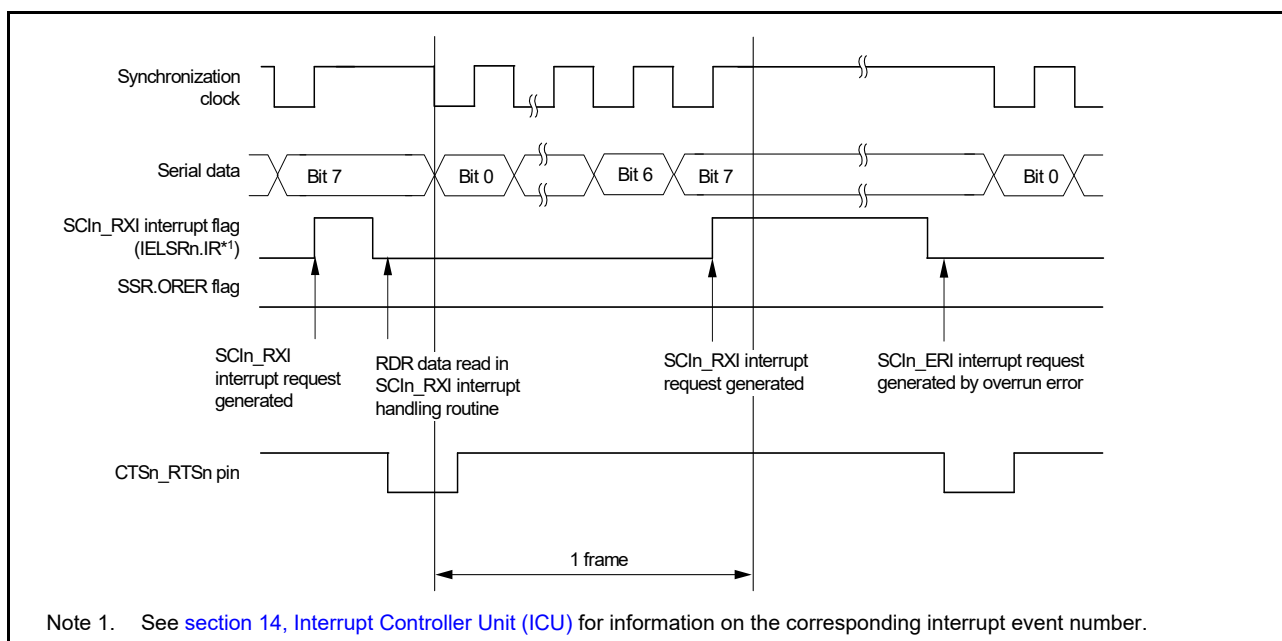 Synchronization
clock
Serial data
Bit 7
Bit 0
Bit 6
Bit 7
Bit 0
SCIn_RXI interrupt flag
(IELSRn.IR*1)
SSR.ORER flag
SCIn_RXI
interrupt request
generated
RDR data read in
SCIn_RXI interrupt
handling routine
SCIn_RXI interrupt
request generated
SCIn_ERI interrupt request
generated by overrun error
CTSn_RTSn pin
1 frame
Note 1. See section 14, Interrupt Controller Unit (ICU) for information on the corresponding interrupt event number.